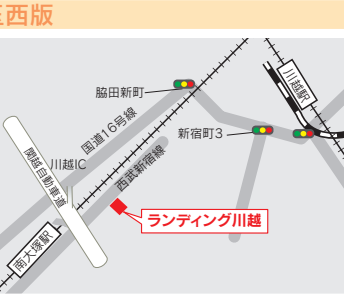 西版
脇田新町
川越駅
国道16号線
新宿町3
川越IC
西武新宿線
関越自動車道
ランディング川越
南大塚駅